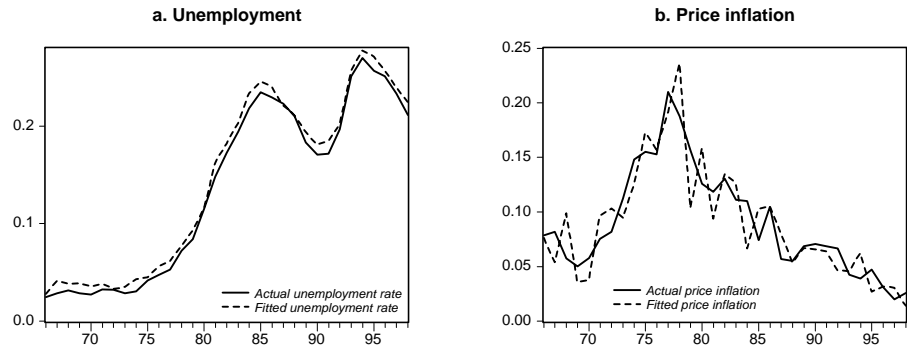 a. Unemployment
0.2
0.1
0.0
Actual unemployment rate
Fitted unemployment rate
70 75 80 85 90 95
b. Price inflation
0.25
0.20
0.15
0.10
0.05
0.00
Actual price inflation
Fitted price inflation
70 75 80 85 90 95